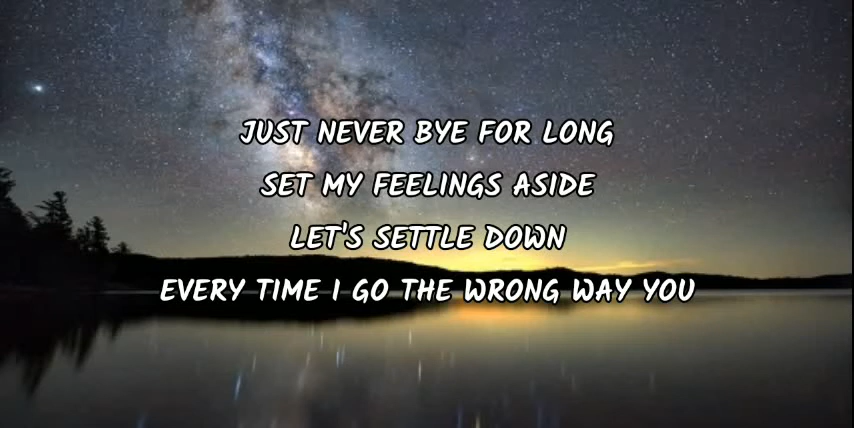 JUST NEVER BYE FOR LONG
SET MY FEELINGS ASIDE
LET'S SETTLE DOWN
EVERY TIME I GO THE WRONG WAY YOU